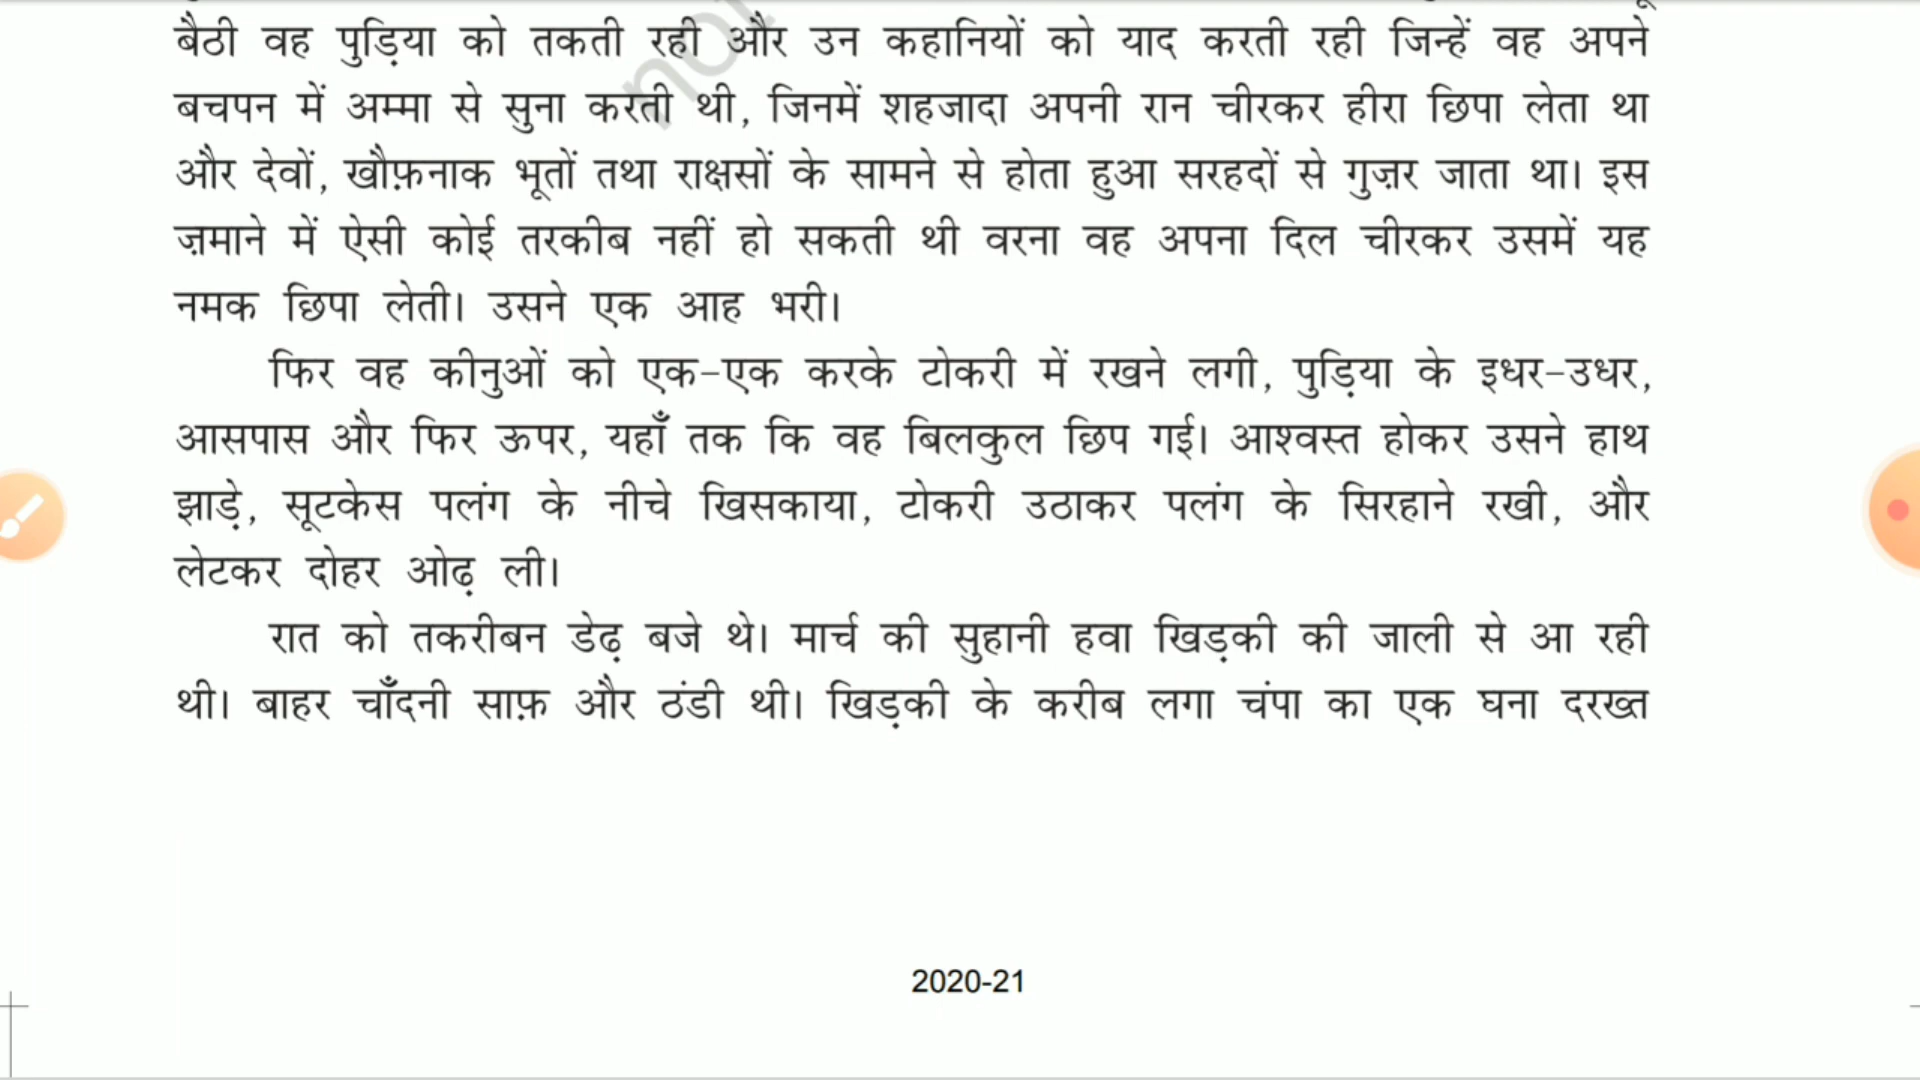 बैठी वह पुड़िया को तकती रही और उन कहानियों को याद करती रही जिन्हें वह अपने
बचपन में अम्मा से सुना करती थी, जिनमें शहजादा अपनी रान चीरकर हीरा छिपा लेता था
और देवों, खौफ़नाक भूतों तथा राक्षसों के सामने से होता हुआ सरहदों से गुज़र जाता था। इस
ज़माने में ऐसी कोई तरकीब नहीं हो सकती थी वरना वह अपना दिल चीरकर उसमें यह
नमक छिपा लेती। उसने एक आह भरी।
फिर वह कीनुओं को एक-एक करके टोकरी में रखने लगी, पुड़िया के इधर-उधर,
आसपास और फिर ऊपर, यहाँ तक कि वह बिलकुल छिप गई। आश्वस्त होकर उसने हाथ
झाड़े, सूटकेस पलंग के नीचे खिसकाया, टोकरी उठाकर पलंग के सिरहाने रखी, और
लेटकर दोहर ओढ़ ली।
रात को तकरीबन डेढ़ बजे थे। मार्च की सुहानी हवा खिड़की की जाली से आ रही
थी। बाहर चाँदनी साफ़ और ठंडी थी। खिड़की के करीब लगा चंपा का एक घना दरख्त
not
2020-21